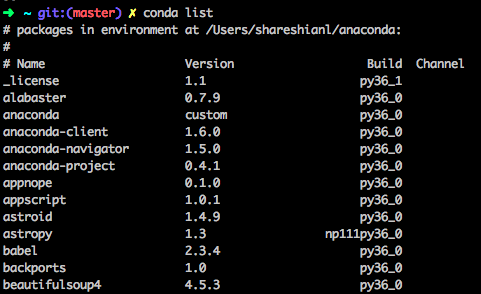 ➜ ~ git:(master) ✗ conda list
# packages in environment at /Users/shareshianl/anaconda:
#
# Name Version Build Channel
_license 1.1 py36_1
alabaster 0.7.9 py36_0
anaconda custom py36_0
anaconda-client 1.6.0 py36_0
anaconda-navigator 1.5.0 py36_0
anaconda-project 0.4.1 py36_0
appnope 0.1.0 py36_0
appscript 1.0.1 py36_0
astroid 1.4.9 py36_0
astropy 1.3 np111py36_0
babel 2.3.4 py36_0
backports 1.0 py36_0
beautifulsoup4 4.5.3 py36_0